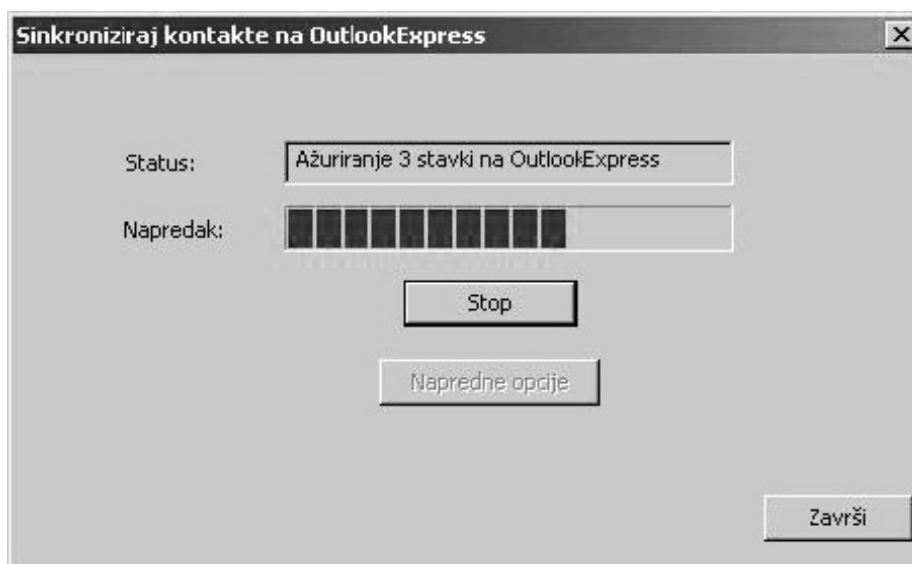 Sinkroniziraj kontakte na OutlookExpress
Status:
Ažuriranje 3 stavki na OutlookExpress
Napredak:
Stop
Napredne opcije
Završi